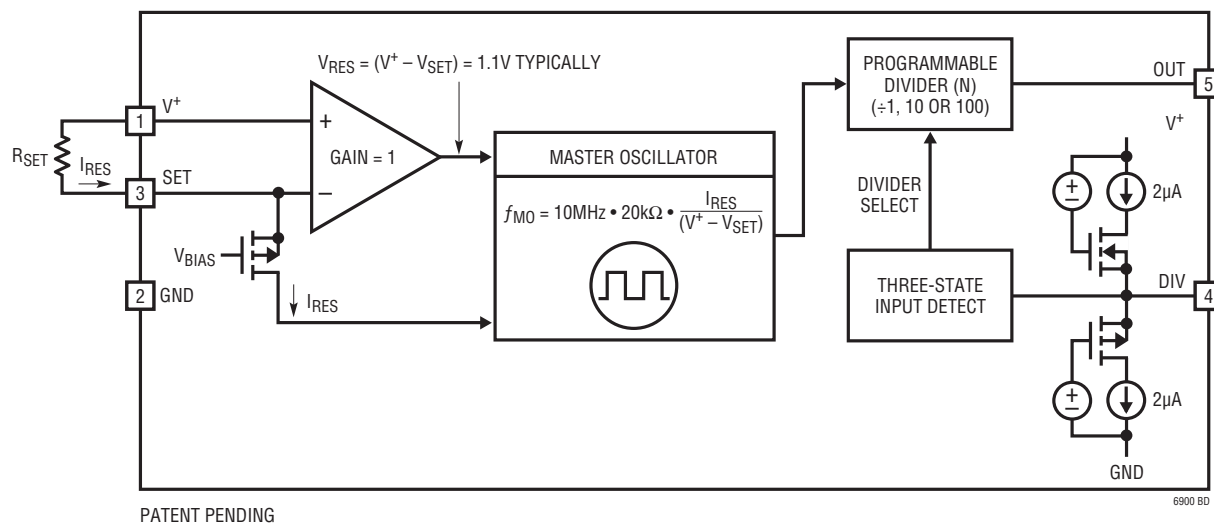 V_RES = (V⁺ – V_SET) = 1.1V TYPICALLY
PROGRAMMABLE
DIVIDER (N)
(÷1, 10 OR 100)
OUT
5
1
V⁺
+
GAIN = 1
–
R_SET
I_RES
3
SET
MASTER OSCILLATOR
ƒ_MO = 10MHz • 20kΩ • I_RES / (V⁺ – V_SET)
V_BIAS
I_RES
2
GND
DIVIDER
SELECT
THREE-STATE
INPUT DETECT
V⁺
+
–
2µA
DIV
4
+
–
2µA
GND
6900 BD
PATENT PENDING